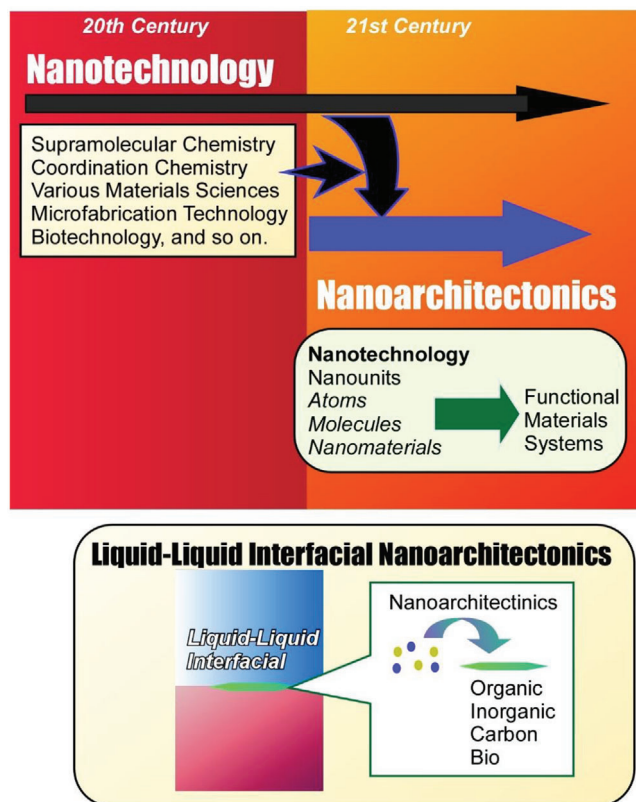 20th Century
21st Century
Nanotechnology
Supramolecular Chemistry
Coordination Chemistry
Various Materials Sciences
Microfabrication Technology
Biotechnology, and so on.
Nanoarchitectonics
Nanotechnology
Nanounits
Atoms
Molecules
Nanomaterials
Functional
Materials
Systems
Liquid-Liquid Interfacial Nanoarchitectonics
Liquid-Liquid
Interfacial
Nanoarchitectinics
Organic
Inorganic
Carbon
Bio